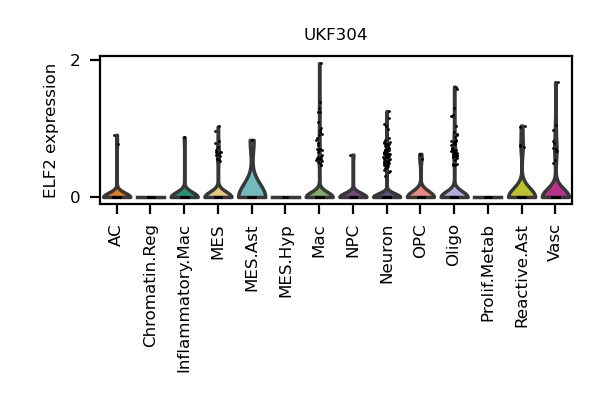 UKF304
2
0
ELF2 expression
AC
Chromatin.Reg
Inflammatory.Mac
MES
MES.Ast
MES.Hyp
Mac
NPC
Neuron
OPC
Oligo
Prolif.Metab
Reactive.Ast
Vasc